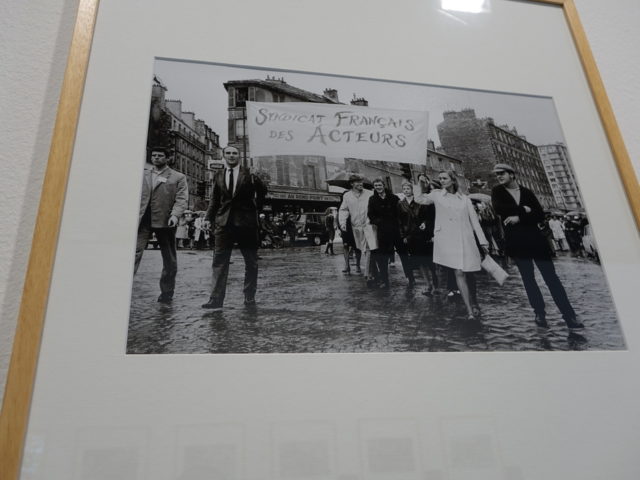 Syndicat Français
des Acteurs